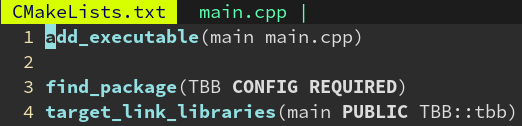 CMakeLists.txt main.cpp |
1 add_executable(main main.cpp)
2
3 find_package(TBB CONFIG REQUIRED)
4 target_link_libraries(main PUBLIC TBB::tbb)